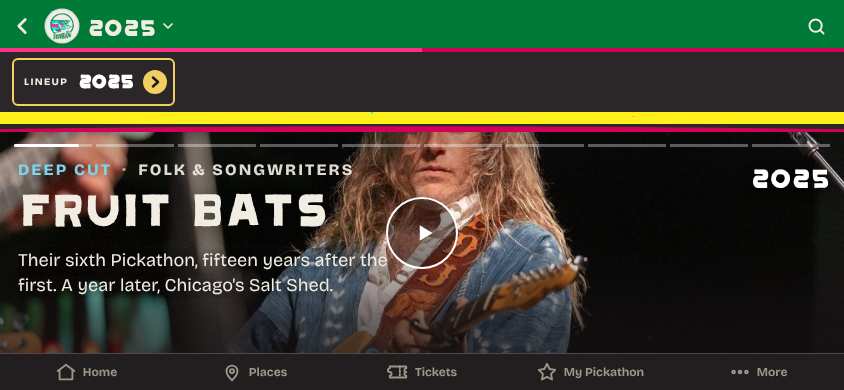 2025
LINEUP 2025
DEEP CUT · FOLK & SONGWRITERS
2025
FRUIT BATS
Their sixth Pickathon, fifteen years after the
first. A year later, Chicago's Salt Shed.
Home
Places
Tickets
My Pickathon
More